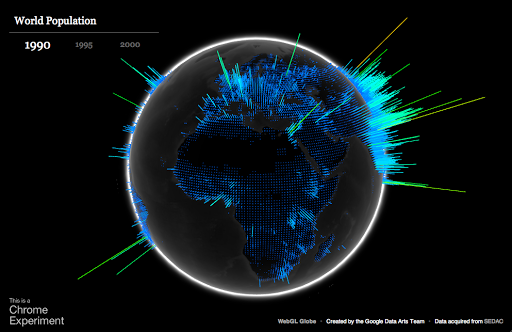 World Population
1990 1995 2000
This is a
Chrome
Experiment
WebGL Globe · Created by the Google Data Arts Team · Data acquired from SEDAC